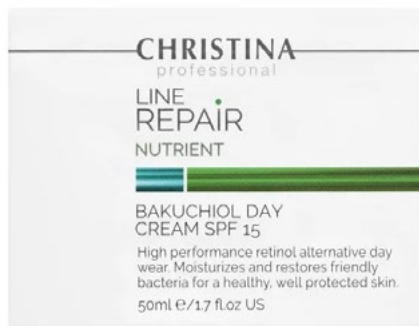 CHRISTINA
professional
LINE
REPAIR
NUTRIENT
BAKUCHIOL DAY
CREAM SPF 15
High performance retinol alternative day
wear. Moisturizes and restores friendly
bacteria for a healthy, well protected skin.
50ml ℮/1.7 fl.oz US